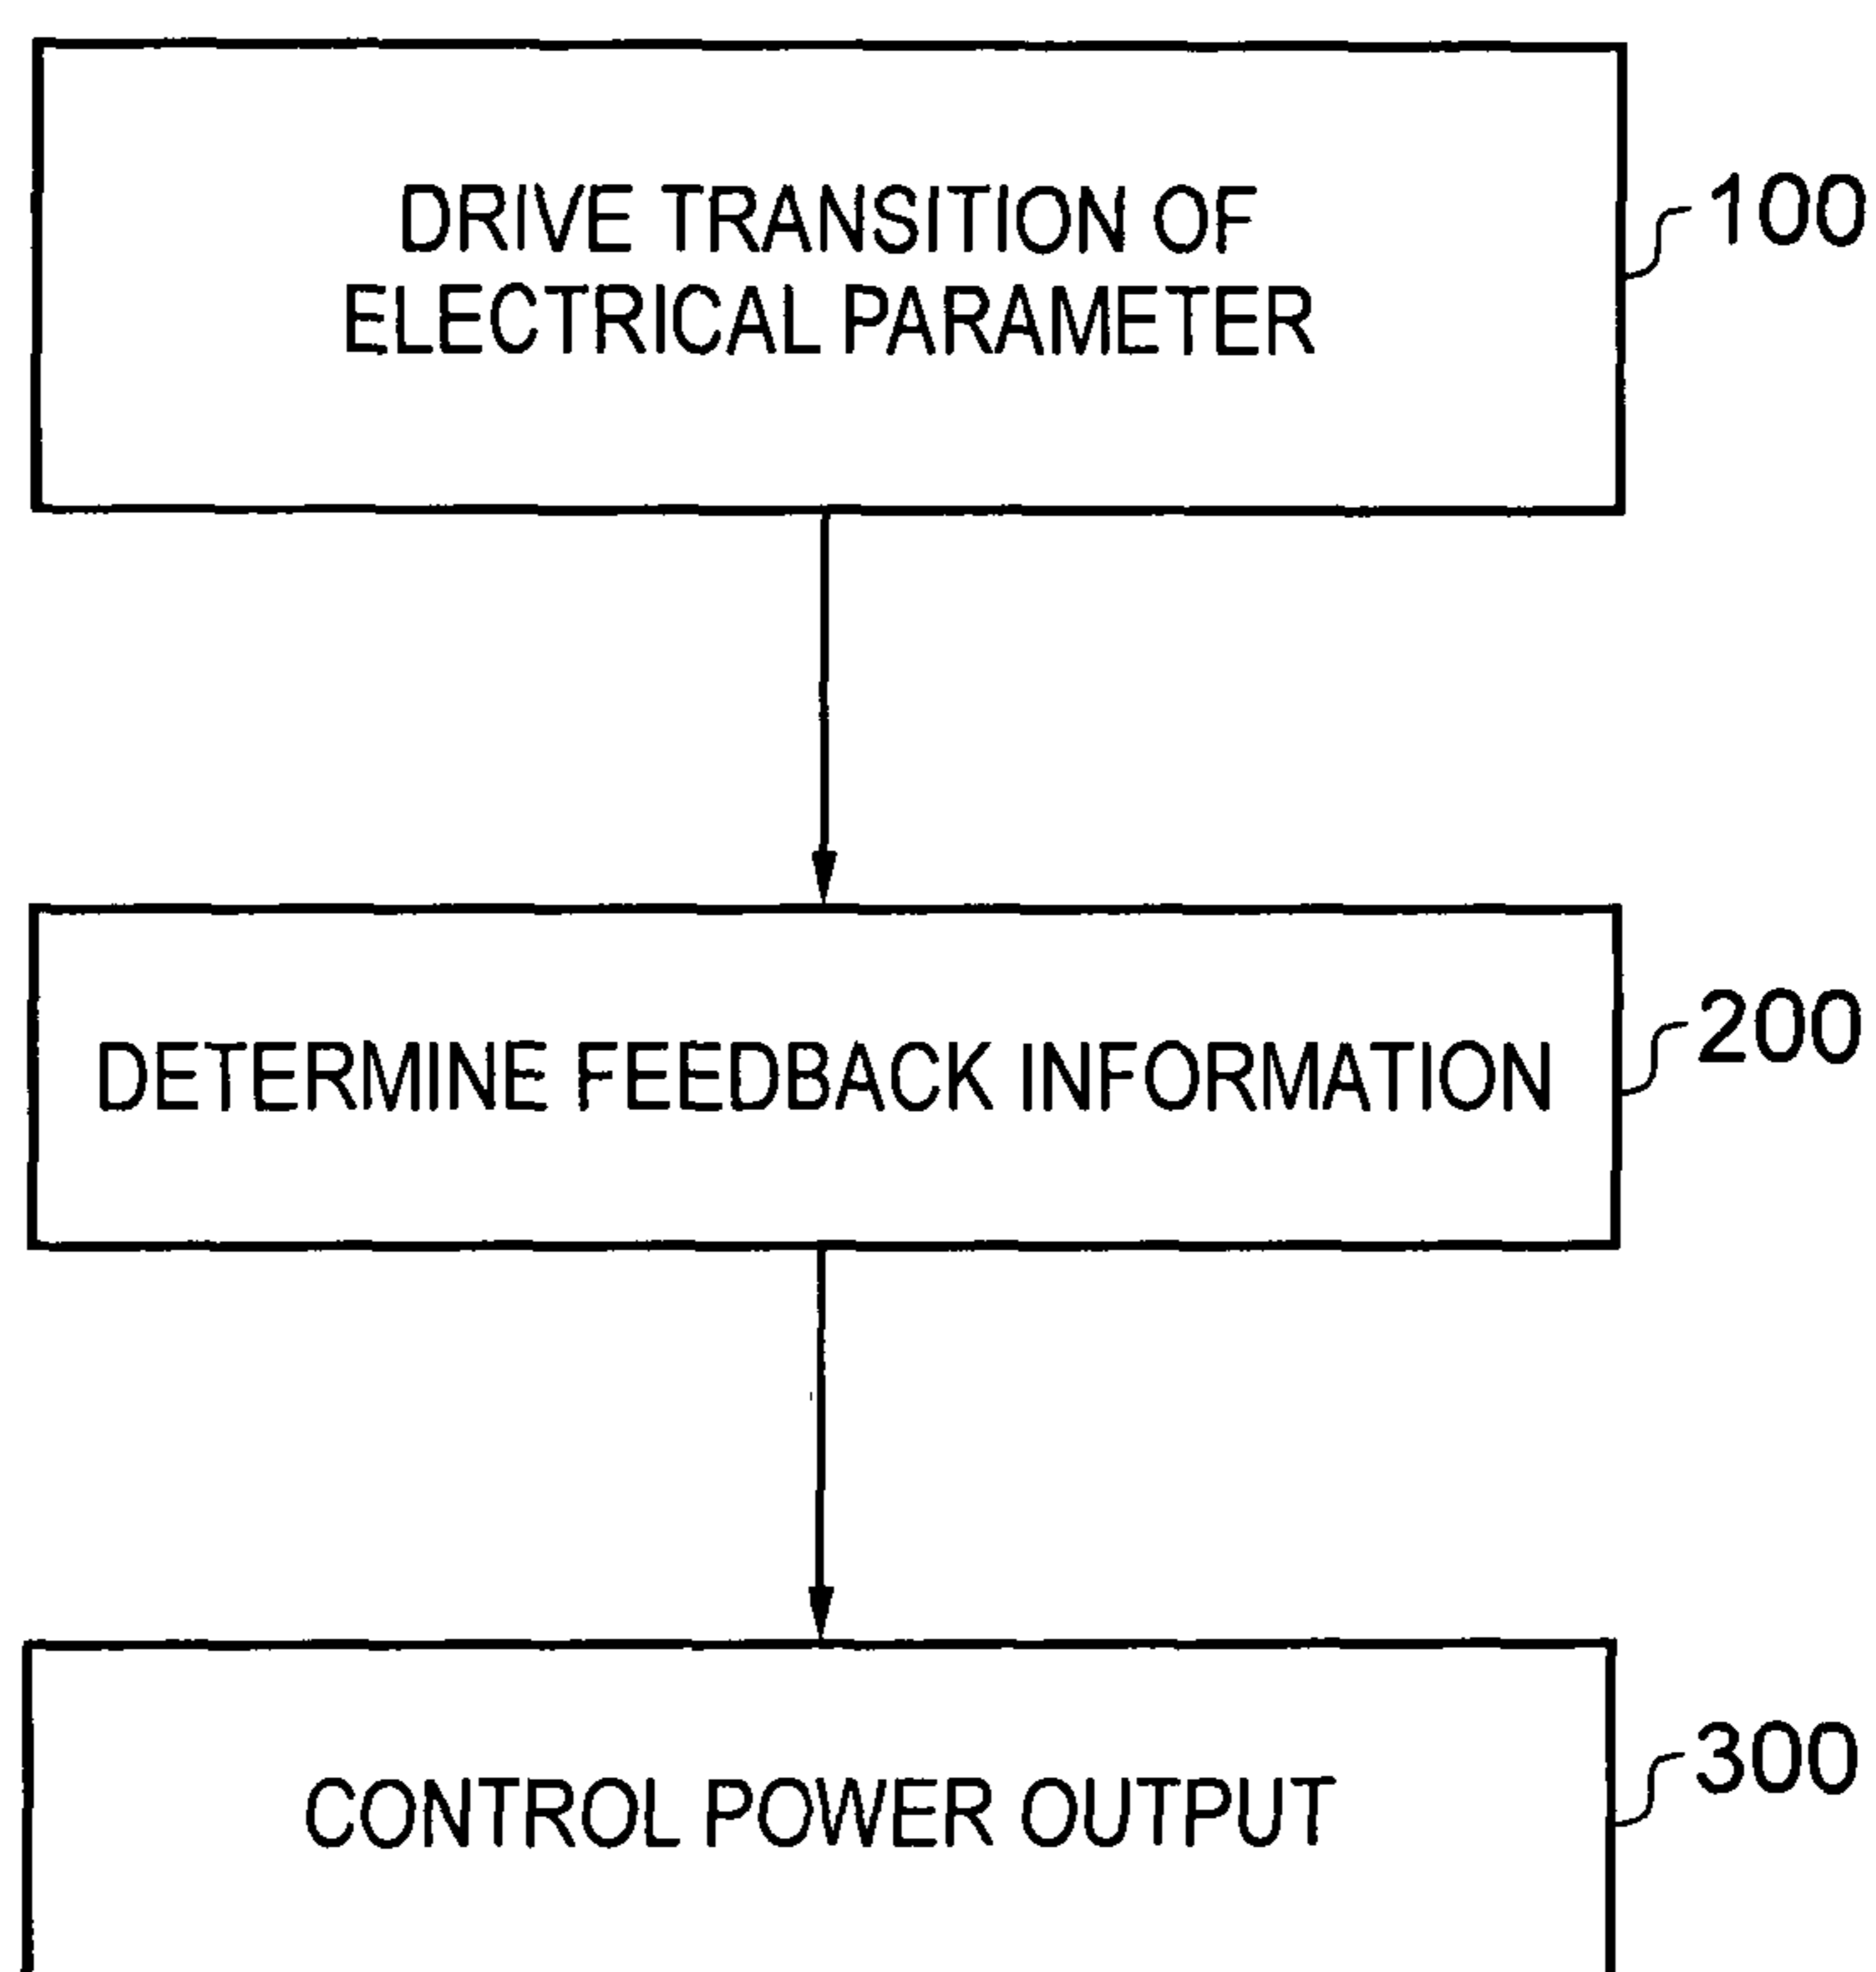 DRIVE TRANSITION OF
ELECTRICAL PARAMETER
100
DETERMINE FEEDBACK INFORMATION
200
CONTROL POWER OUTPUT
300